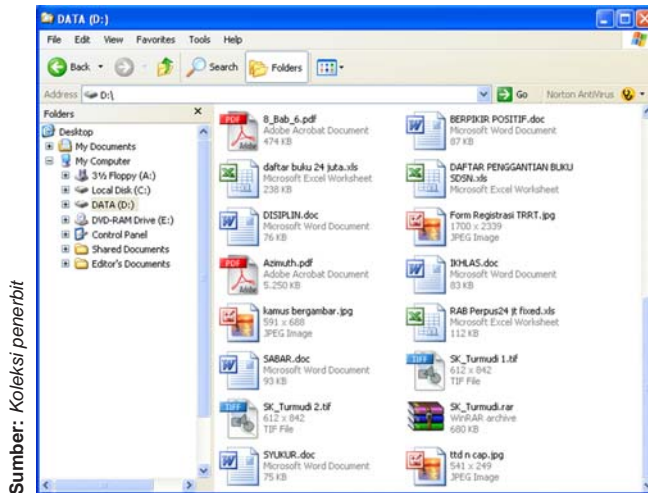 DATA (D:)
File Edit View Favorites Tools Help
Back Search Folders
Address D:\ Go Norton AntiVirus
Folders
Desktop
My Documents
My Computer
3½ Floppy (A:)
Local Disk (C:)
DATA (D:)
DVD-RAM Drive (E:)
Control Panel
Shared Documents
Editor's Documents
8_Bab_6.pdf
Adobe Acrobat Document
474 KB
BERPIKIR POSITIF.doc
Microsoft Word Document
87 KB
daftar buku 24 juta.xls
Microsoft Excel Worksheet
238 KB
DAFTAR PENGGANTIAN BUKU
SDSN.xls
Microsoft Excel Worksheet
DISIPLIN.doc
Microsoft Word Document
76 KB
Form Registrasi TRRT.jpg
1700 x 2339
JPEG Image
Azimuth.pdf
Adobe Acrobat Document
5.250 KB
IKHLAS.doc
Microsoft Word Document
83 KB
kamus bergambar.jpg
591 x 688
JPEG Image
RAB Perpus24 jt fixed.xls
Microsoft Excel Worksheet
112 KB
SABAR.doc
Microsoft Word Document
93 KB
SK_Turmudi 1.tif
612 x 842
TIF File
SK_Turmudi 2.tif
612 x 842
TIF File
SK_Turmudi.rar
WinRAR archive
680 KB
SYUKUR.doc
Microsoft Word Document
75 KB
ttd n cap.jpg
541 x 249
JPEG Image
Sumber: Koleksi penerbit